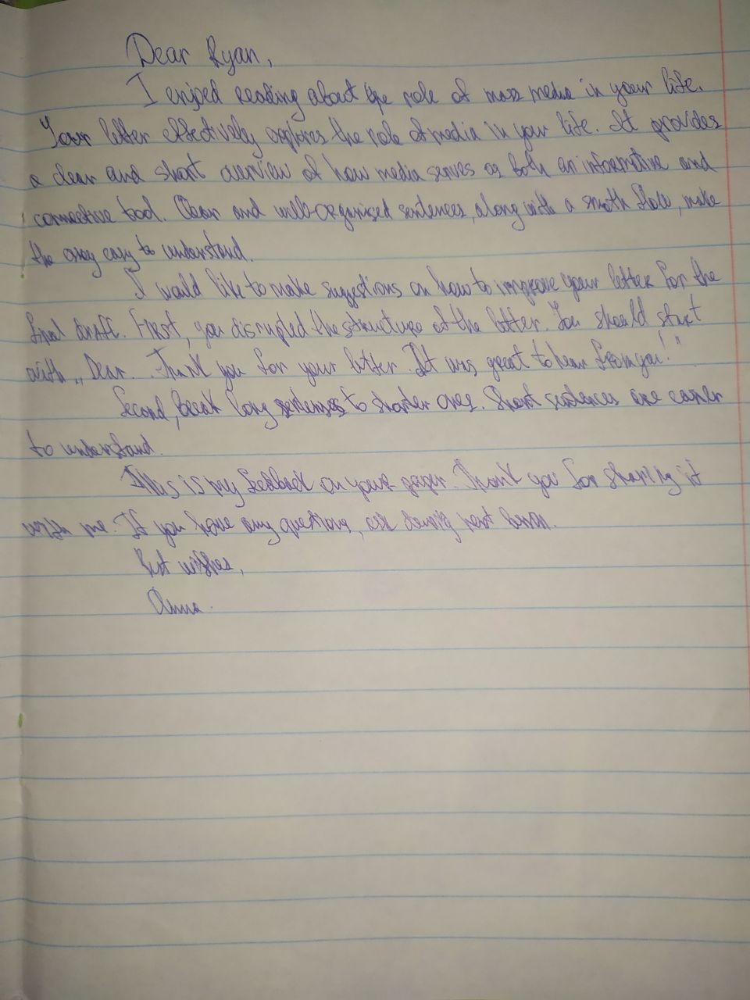 Dear Ryan,
I enjoed reading about the role of mass media in your life.
Your letter effectively explores the role of media in your life. It provides
a clear and short overview of how media serves as both an informative and
connective tool. Clear and well-organized sentences, along with a smoth flow, make
the easy to understand.
I would like to make suggestions on how to improve your letter for the
final draft. First, you disrupted the structure of the letter. You should start
with „Dear.. Thank you for your letter. It was great to hear from you!"
Second, break long sentenses to shorter ones. Short sentences are easier
to understand.
This is my feedback on your paper. Thank you for sharing it
with me. If you have any questions, ask during next lesson.
Best wishes,
Anna.